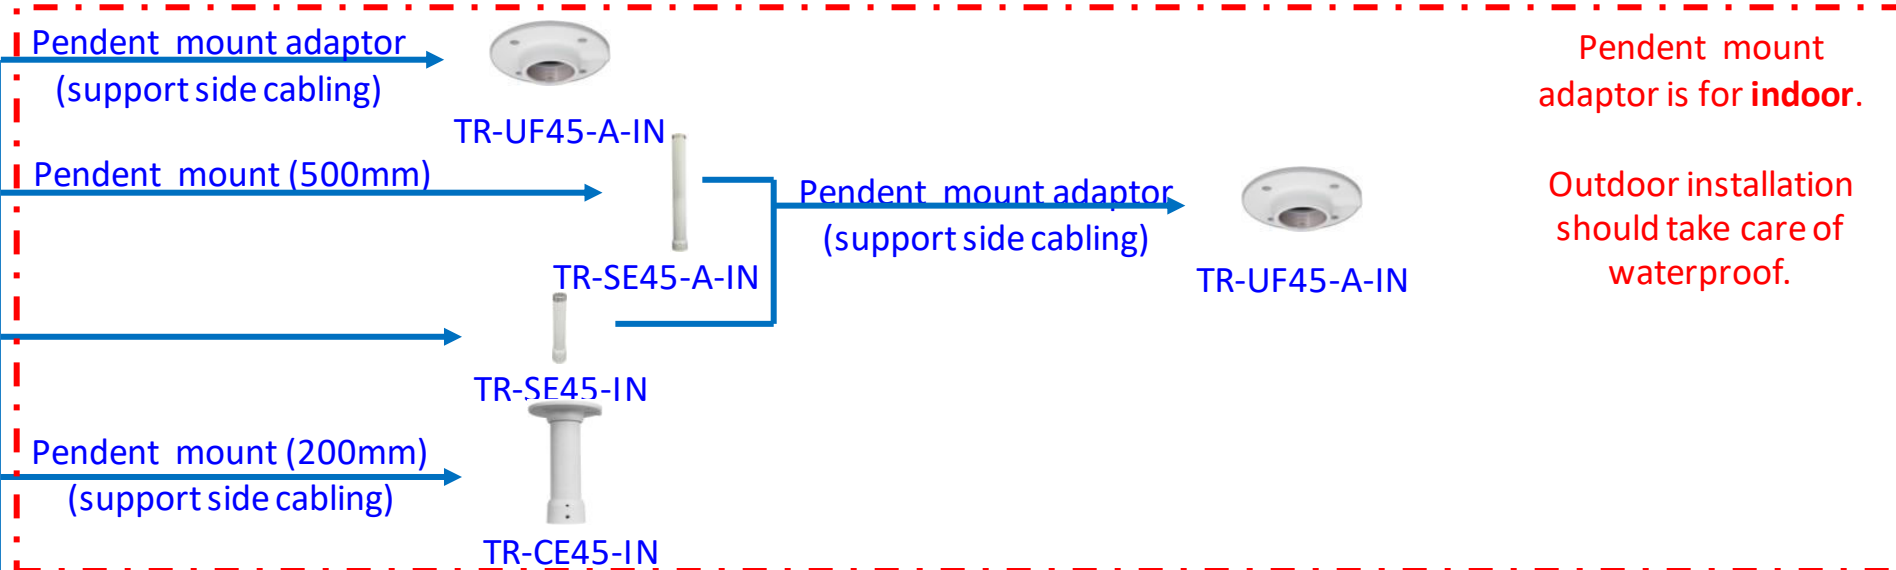 Pendent mount adaptor
(support side cabling)
TR-UF45-A-IN
Pendent mount (500mm)
TR-SE45-A-IN
Pendent mount adaptor
(support side cabling)
TR-UF45-A-IN
TR-SE45-IN
Pendent mount (200mm)
(support side cabling)
TR-CE45-IN
Pendent mount
adaptor is for indoor.
Outdoor installation
should take care of
waterproof.